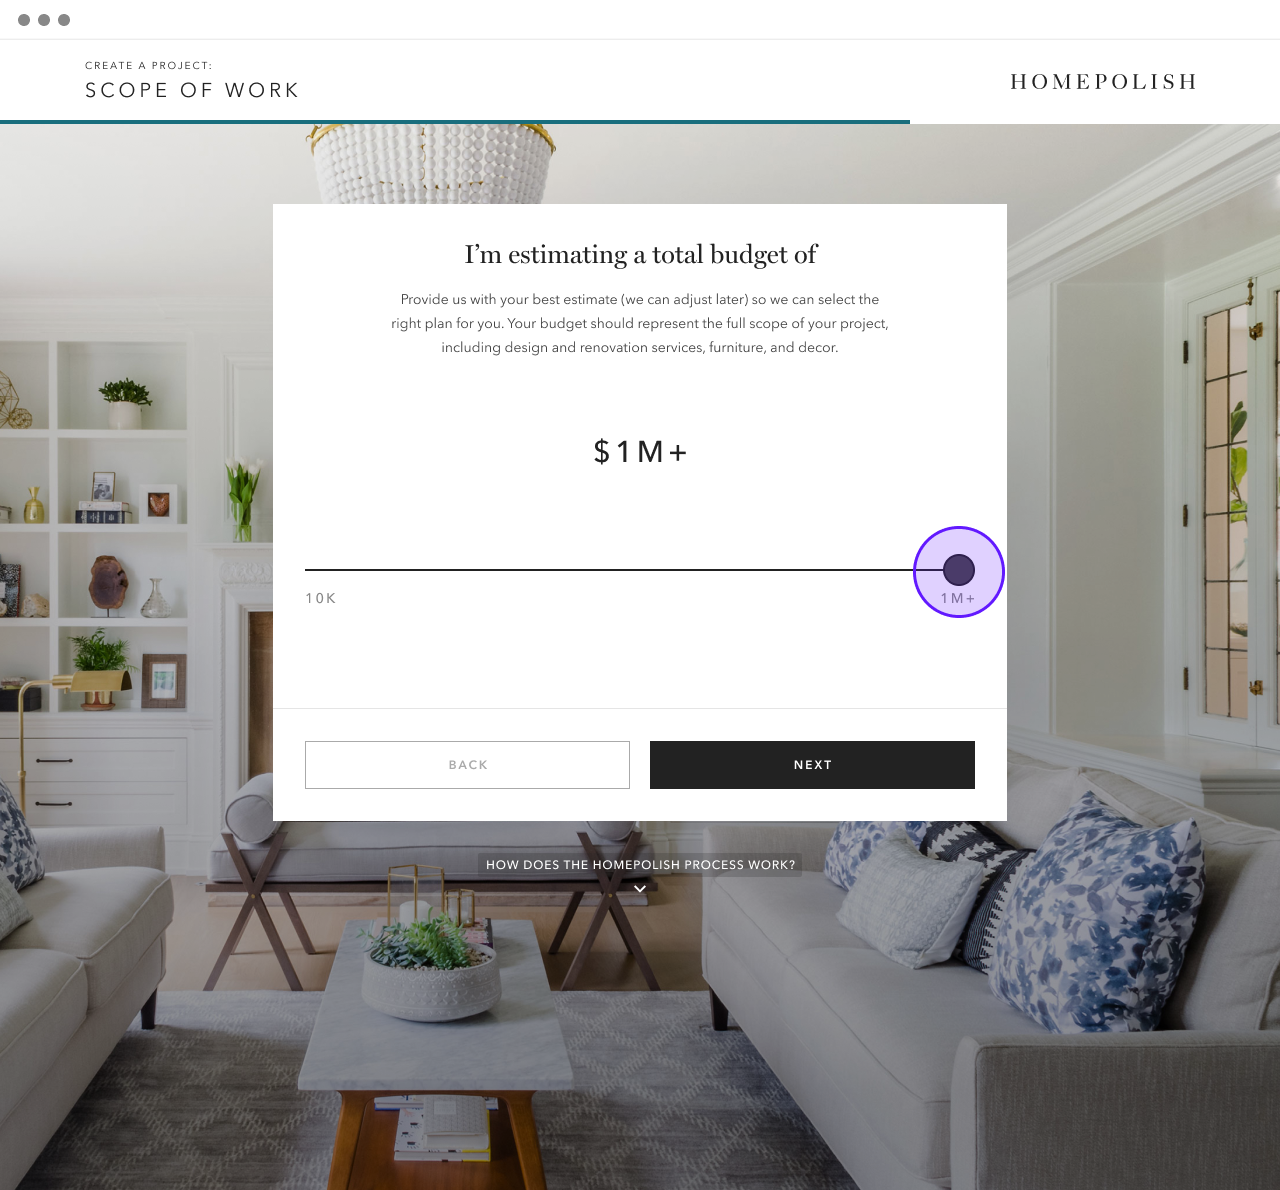 CREATE A PROJECT:
SCOPE OF WORK
HOMEPOLISH
I’m estimating a total budget of
Provide us with your best estimate (we can adjust later) so we can select the
right plan for you. Your budget should represent the full scope of your project,
including design and renovation services, furniture, and decor.
$1M+
10K
1M+
BACK
NEXT
HOW DOES THE HOMEPOLISH PROCESS WORK?